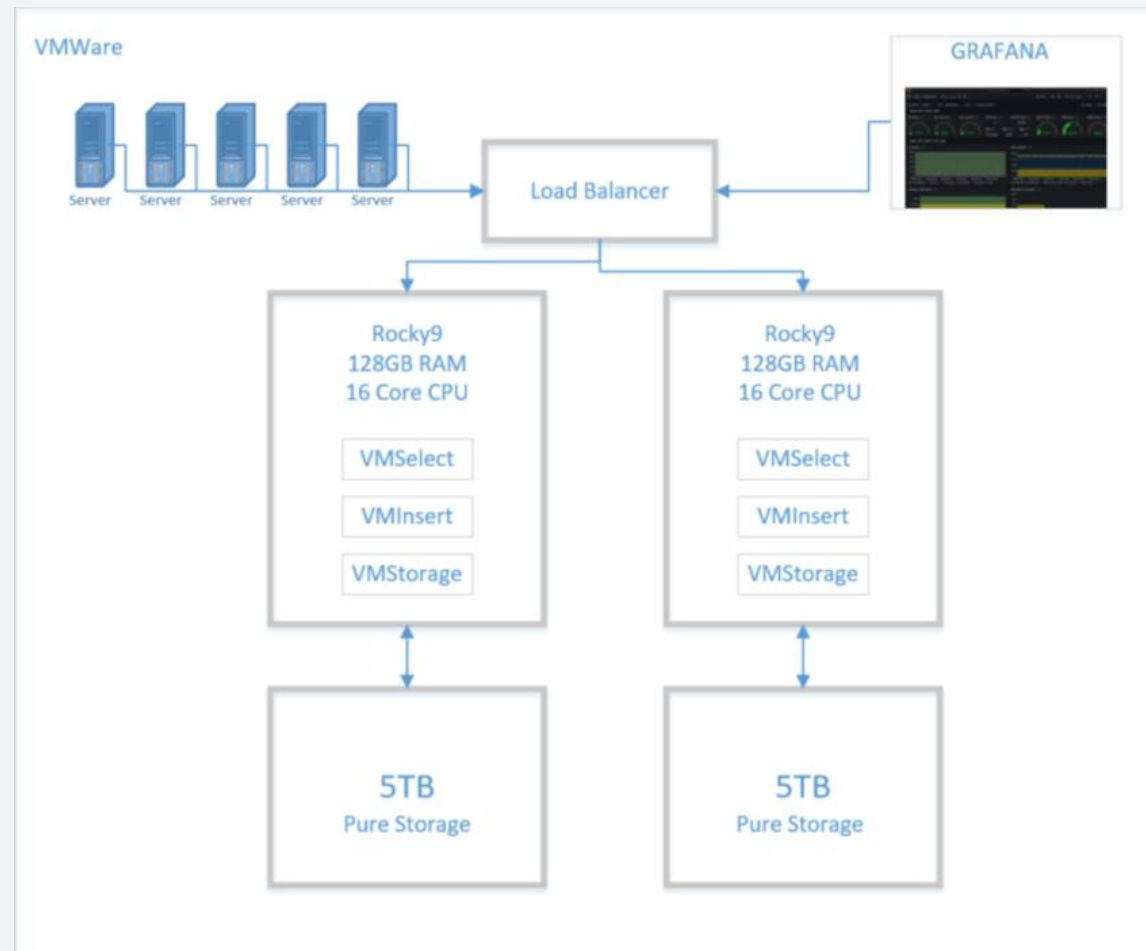 VMWare
GRAFANA
Server
Server
Server
Server
Server
Load Balancer
Rocky9
128GB RAM
16 Core CPU
VMSelect
VMInsert
VMStorage
Rocky9
128GB RAM
16 Core CPU
VMSelect
VMInsert
VMStorage
5TB
Pure Storage
5TB
Pure Storage